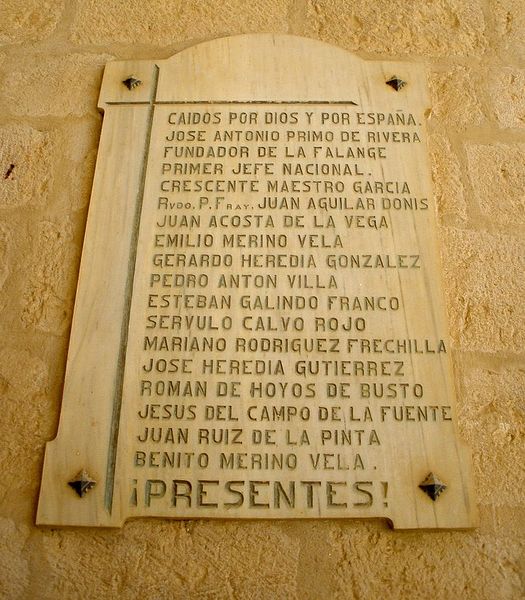 CAIDOS POR DIOS Y POR ESPAÑA.
JOSE ANTONIO PRIMO DE RIVERA
FUNDADOR DE LA FALANGE
PRIMER JEFE NACIONAL.
CRESCENTE MAESTRO GARCIA
RVDO. P. FRAY. JUAN AGUILAR DONIS
JUAN ACOSTA DE LA VEGA
EMILIO MERINO VELA
GERARDO HEREDIA GONZALEZ
PEDRO ANTON VILLA
ESTEBAN GALINDO FRANCO
SERVULO CALVO ROJO
MARIANO RODRIGUEZ FRECHILLA
JOSE HEREDIA GUTIERREZ
ROMAN DE HOYOS DE BUSTO
JESUS DEL CAMPO DE LA FUENTE
JUAN RUIZ DE LA PINTA
BENITO MERINO VELA.
¡PRESENTES!